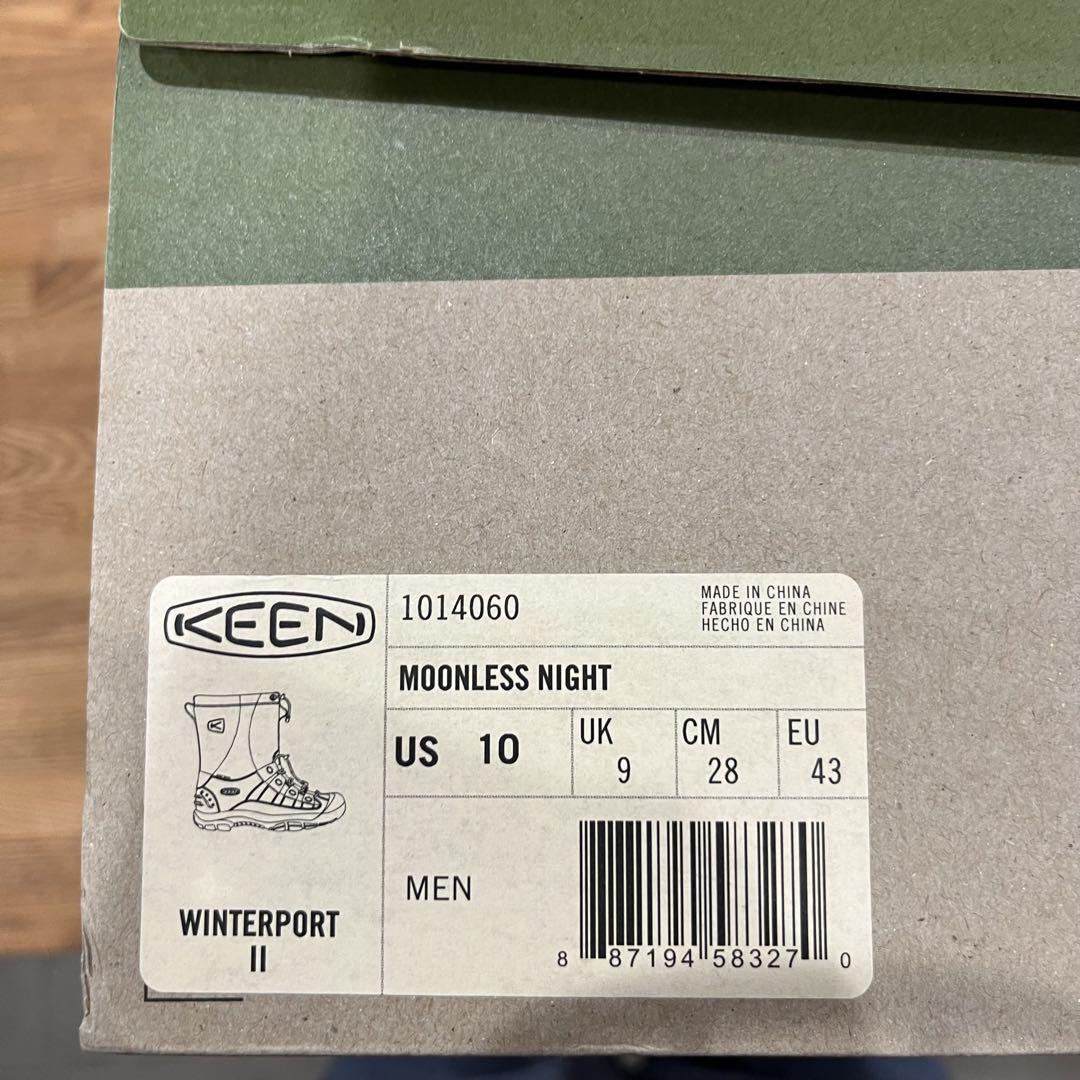 KEEN
1014060
MADE IN CHINA
FABRIQUE EN CHINE
HECHO EN CHINA
MOONLESS NIGHT
US 10
UK 9
CM 28
EU 43
MEN
WINTERPORT
II
8 87194 58327 0